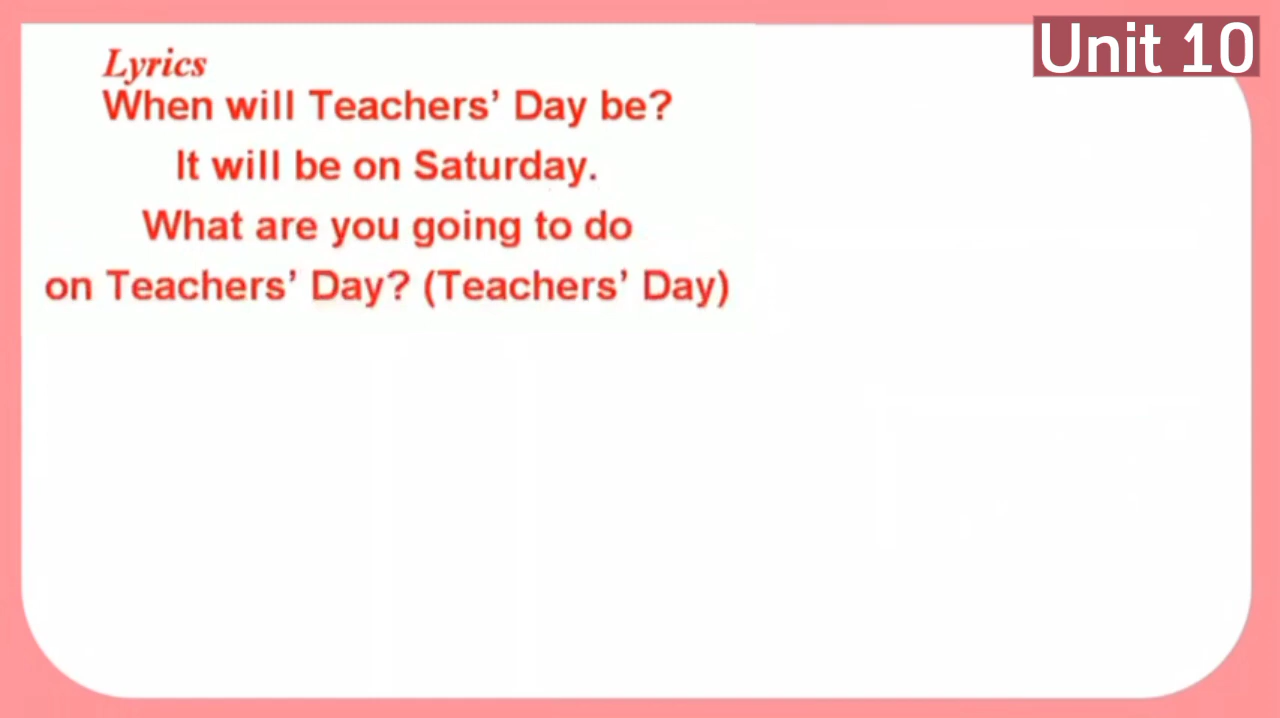 Unit 10
Lyrics
When will Teachers’ Day be?
It will be on Saturday.
What are you going to do
on Teachers’ Day? (Teachers’ Day)